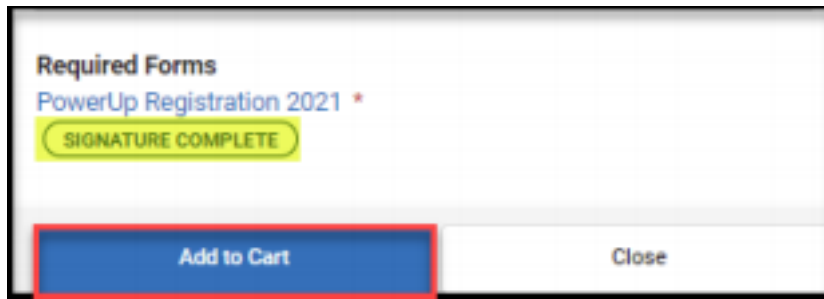 Required Forms
PowerUp Registration 2021 *
SIGNATURE COMPLETE
Add to Cart
Close